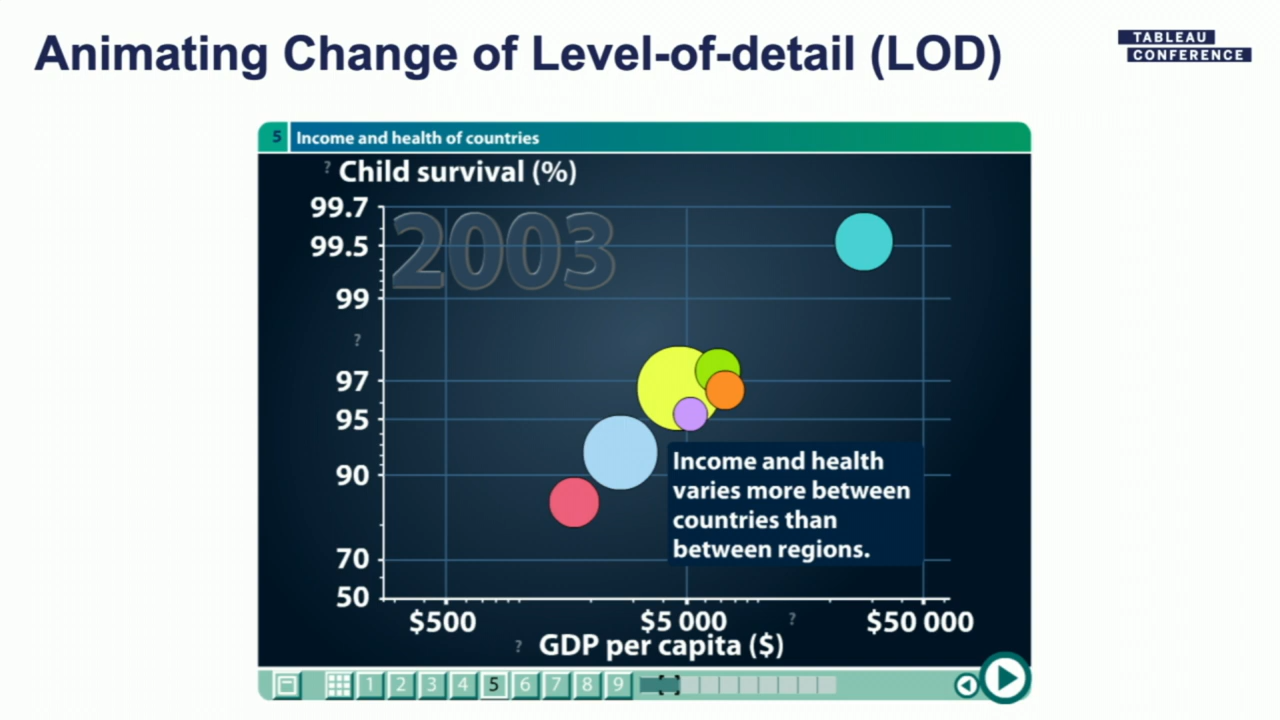 Animating Change of Level-of-detail (LOD)
TABLEAU
CONFERENCE
5 Income and health of countries
? Child survival (%)
99.7
2003
99.5
99
?
97
95
90
Income and health
varies more between
countries than
between regions.
70
50
$500 $5 000 ? $50 000
? GDP per capita ($)
1 2 3 4 5 6 7 8 9